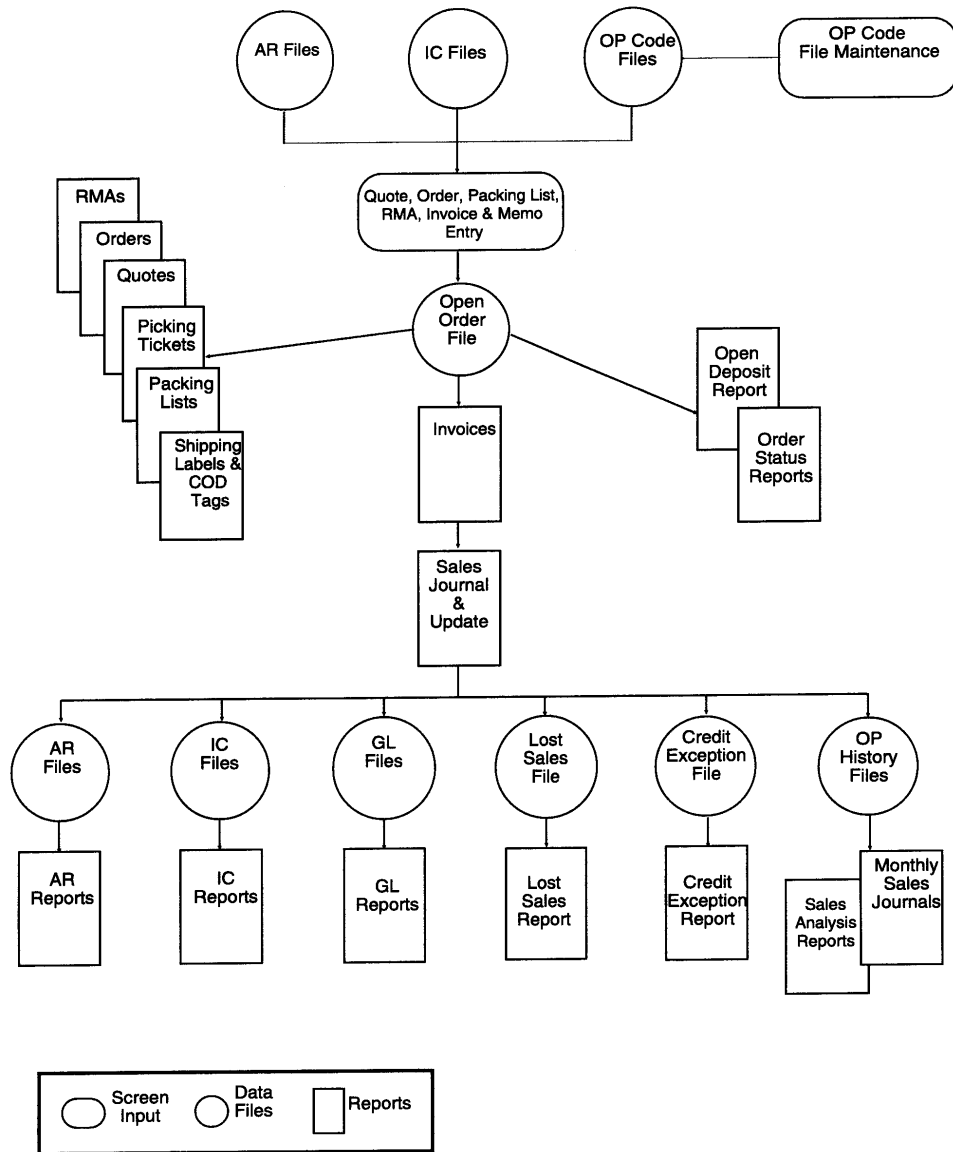 AR Files
IC Files
OP Code
Files
OP Code
File Maintenance
Quote, Order, Packing List,
RMA, Invoice & Memo
Entry
RMAs
Orders
Quotes
Picking
Tickets
Packing
Lists
Shipping
Labels &
COD
Tags
Open
Order
File
Open
Deposit
Report
Order
Status
Reports
Invoices
Sales
Journal
&
Update
AR
Files
IC
Files
GL
Files
Lost
Sales
File
Credit
Exception
File
OP
History
Files
AR
Reports
IC
Reports
GL
Reports
Lost
Sales
Report
Credit
Exception
Report
Sales
Analysis
Reports
Monthly
Sales
Journals
Screen
Input
Data
Files
Reports